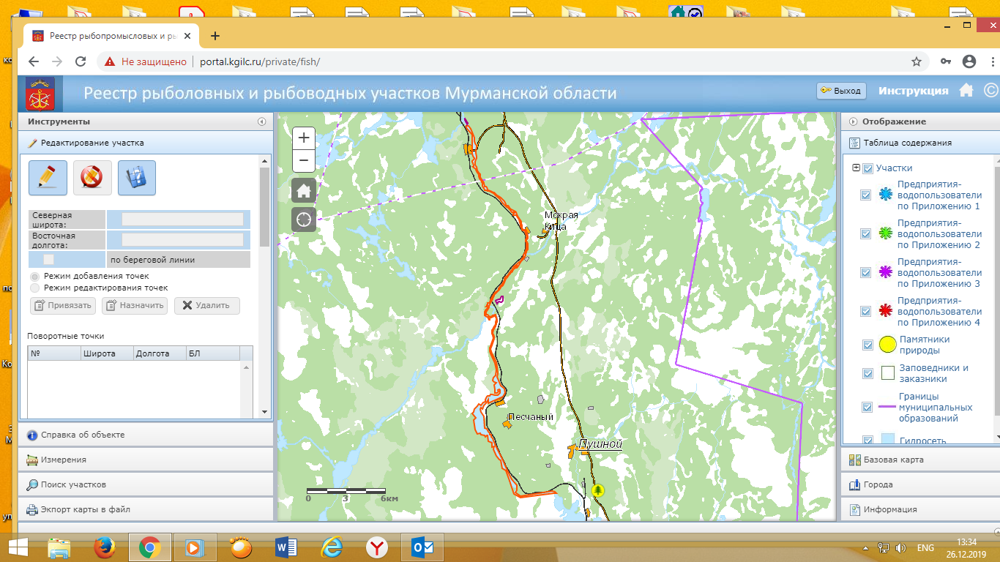 Реестр рыбопромысловых и ры
Не защищено
portal.kgilc.ru/private/fish/
Реестр рыболовных и рыбоводных участков Мурманской области
Выход
Инструкция
Инструменты
Редактирование участка
Северная
широта:
Восточная
долгота:
по береговой линии
Режим добавления точек
Режим редактирования точек
Привязать
Назначить
Удалить
Поворотные точки
№
Широта
Долгота
БЛ
Справка об объекте
Измерения
Поиск участков
Экспорт карты в файл
+
−
Мокрая
Кица
Песчаный
Пушной
0 3 6км
Отображение
Таблица содержания
Участки
Предприятия-
водопользователи
по Приложению 1
Предприятия-
водопользователи
по Приложению 2
Предприятия-
водопользователи
по Приложению 3
Предприятия-
водопользователи
по Приложению 4
Памятники
природы
Заповедники и
заказники
Границы
муниципальных
образований
Гидросеть
Базовая карта
Города
Информация
ENG
13:34
26.12.2019